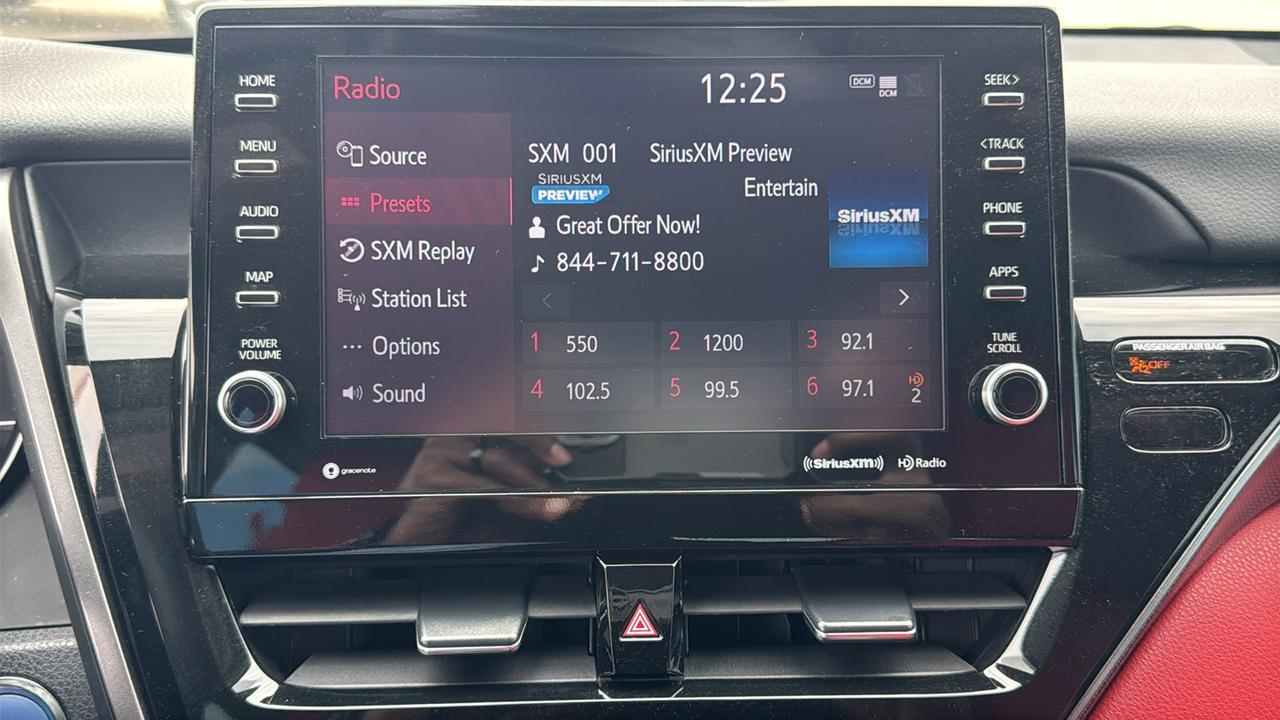 HOME
MENU
AUDIO
MAP
POWER
VOLUME
Radio
12:25
DCM
DCM
Source
Presets
SXM Replay
Station List
Options
Sound
SXM 001 SiriusXM Preview
SIRIUSXM
PREVIEW
Entertain
Great Offer Now!
844-711-8800
SiriusXM
<
>
1 550
2 1200
3 92.1
4 102.5
5 99.5
6 97.1 HD 2
gracenote
SiriusXM
HD Radio
SEEK>
<TRACK
PHONE
APPS
TUNE
SCROLL
PASSENGER AIR BAG
OFF